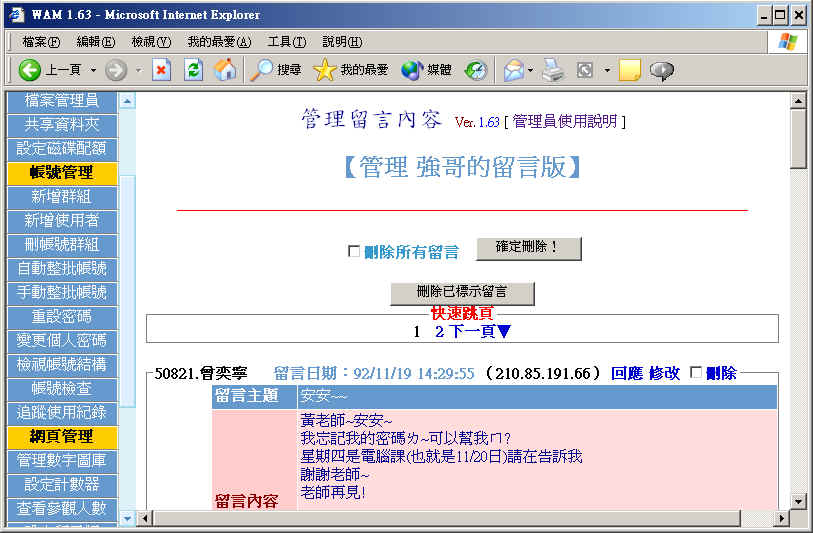 WAM 1.63 - Microsoft Internet Explorer
檔案(F) 編輯(E) 檢視(V) 我的最愛(A) 工具(T) 說明(H)
上一頁 搜尋 我的最愛 媒體
檔案管理員
共享資料夾
設定磁碟配額
帳號管理
新增群組
新增使用者
刪帳號群組
自動整批帳號
手動整批帳號
重設密碼
變更個人密碼
檢視帳號結構
帳號檢查
追蹤使用紀錄
網頁管理
管理數字圖庫
設定計數器
查看參觀人數
管理留言內容 Ver. 1.63 [ 管理員使用說明 ]
【管理 強哥的留言版】
刪除所有留言 確定刪除！
刪除已標示留言
快速跳頁
1 2 下一頁▼
50821.曾奕寧 留言日期：92/11/19 14:29:55 （210.85.191.66） 回應 修改 刪除
留言主題 安安~~
黃老師~安安~
我忘記我的密碼ㄌ~可以幫我ㄇ?
星期四是電腦課(也就是11/20日)請在告訴我
謝謝老師~
老師再見!
留言內容